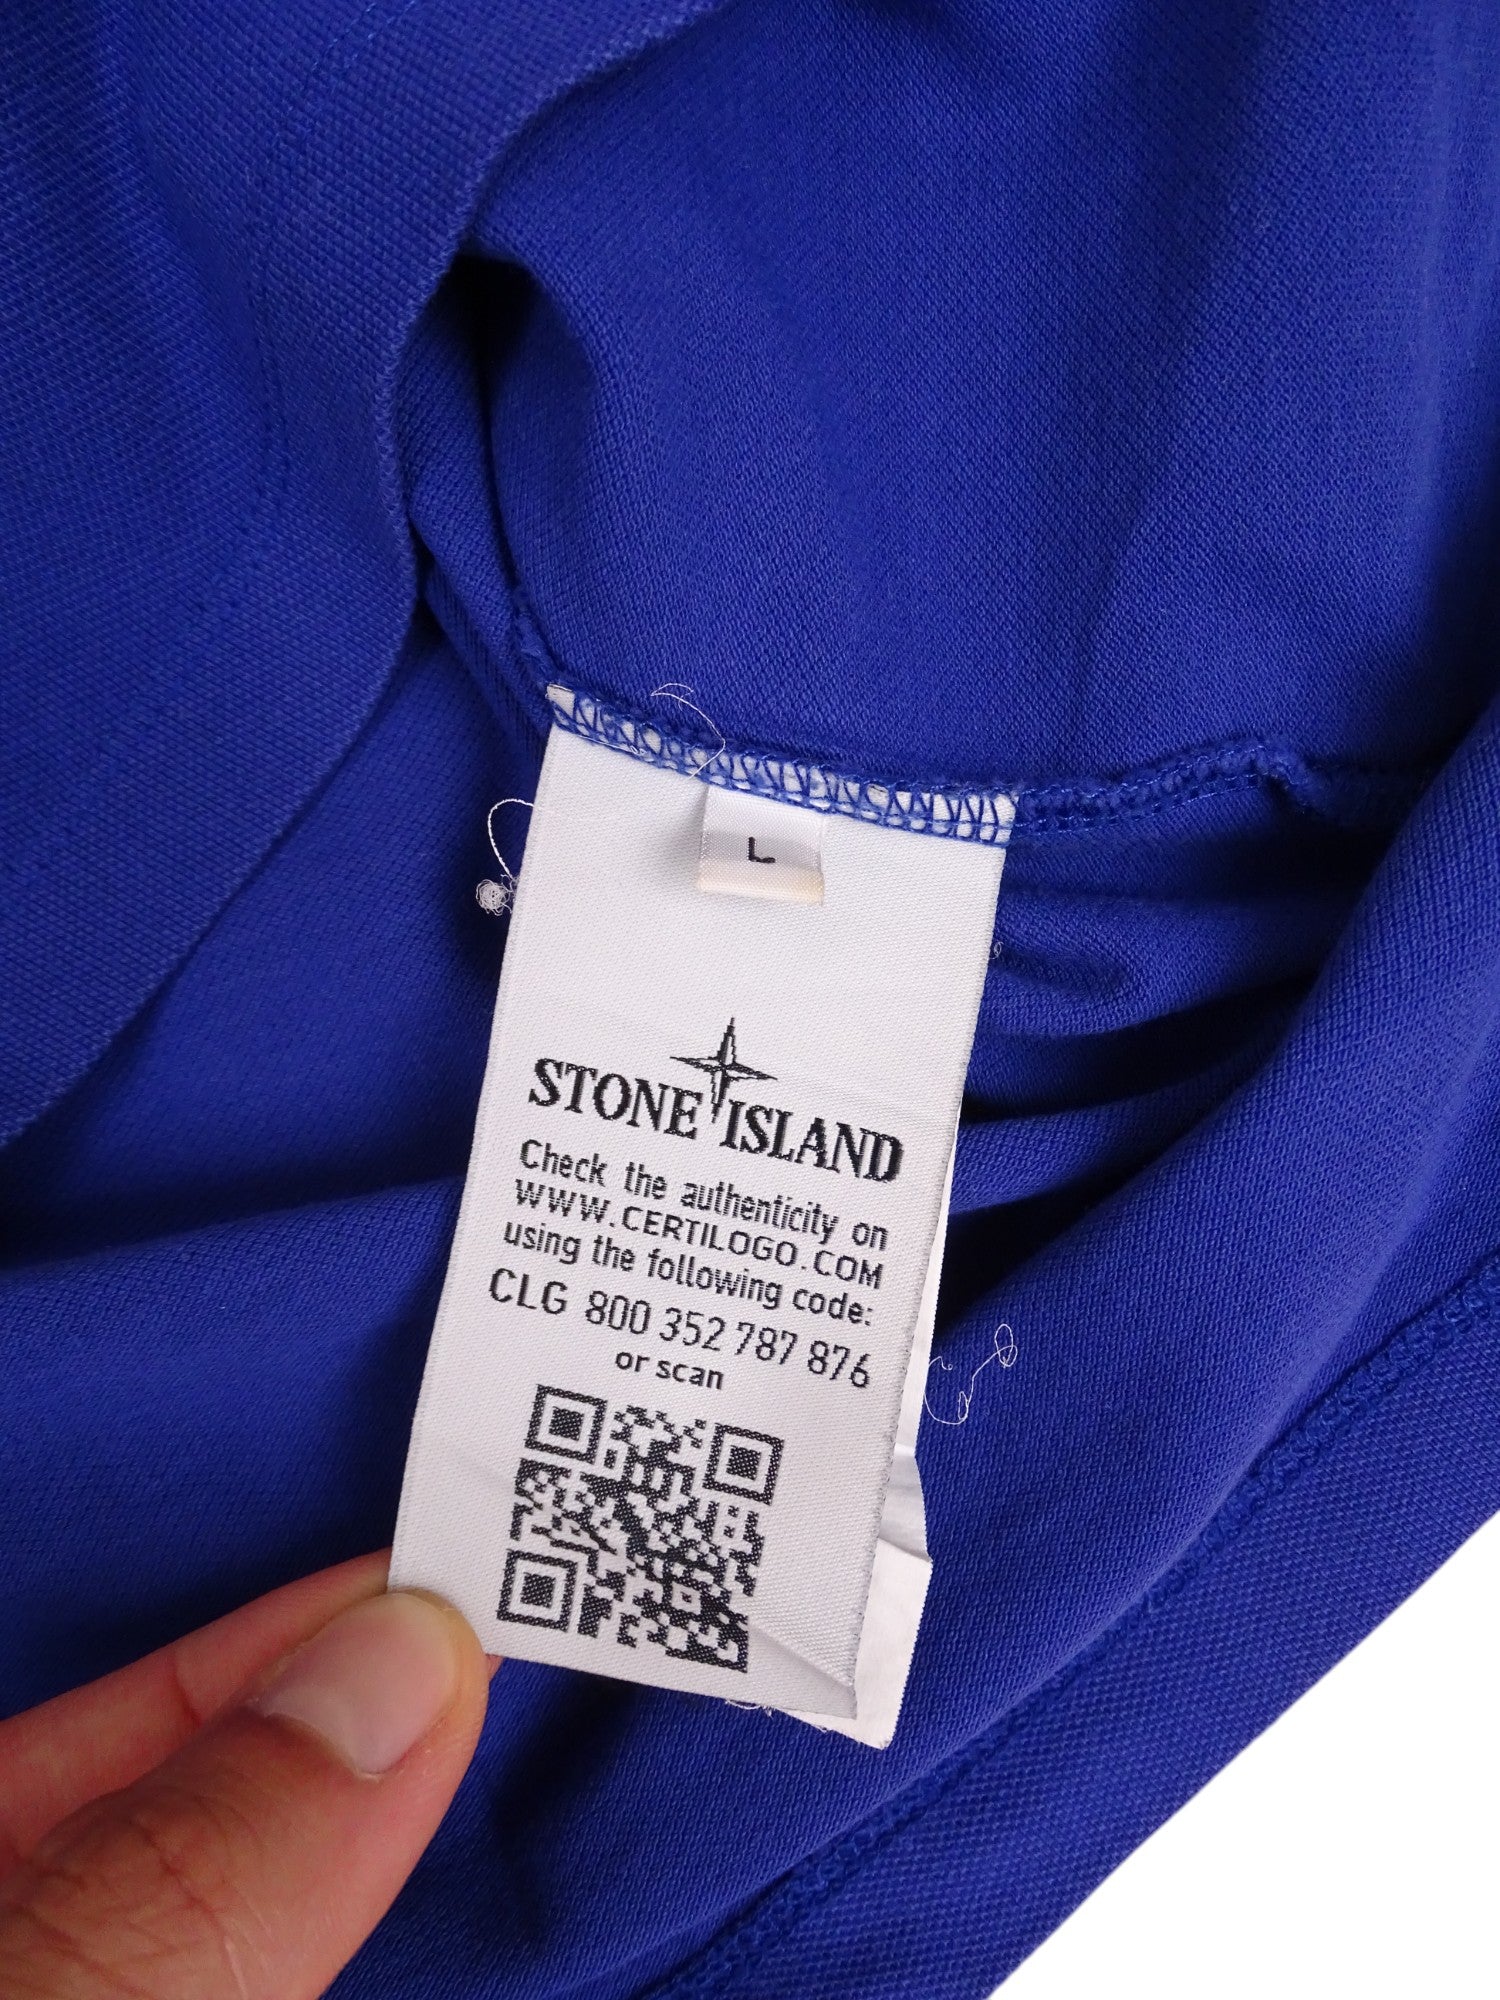 L
STONE ISLAND
Check the authenticity on
WWW.CERTILOGO.COM
using the following code:
CLG 800 352 787 876
or scan